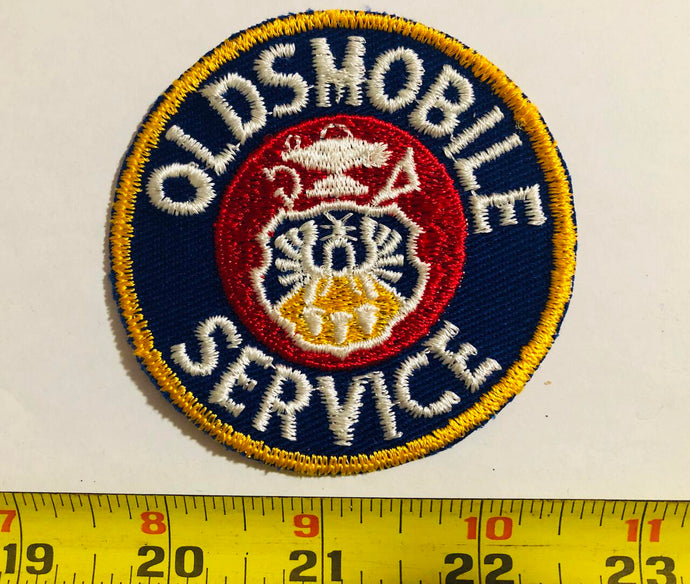 OLDSMOBILE
SERVICE
7 8 9 10 11
19 20 21 22 23